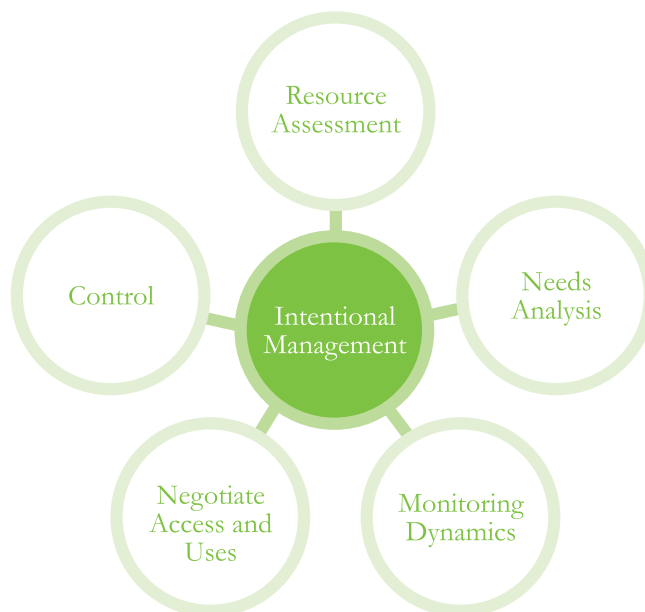 Resource
Assessment
Control
Needs
Analysis
Intentional
Management
Negotiate
Access and
Uses
Monitoring
Dynamics